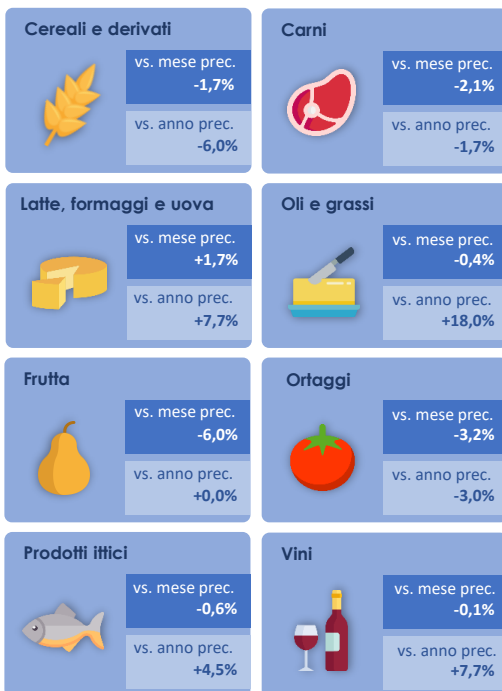 Cereali e derivati
vs. mese prec.
-1,7%
vs. anno prec.
-6,0%
Carni
vs. mese prec.
-2,1%
vs. anno prec.
-1,7%
Latte, formaggi e uova
vs. mese prec.
+1,7%
vs. anno prec.
+7,7%
Oli e grassi
vs. mese prec.
-0,4%
vs. anno prec.
+18,0%
Frutta
vs. mese prec.
-6,0%
vs. anno prec.
+0,0%
Ortaggi
vs. mese prec.
-3,2%
vs. anno prec.
-3,0%
Prodotti ittici
vs. mese prec.
-0,6%
vs. anno prec.
+4,5%
Vini
vs. mese prec.
-0,1%
vs. anno prec.
+7,7%